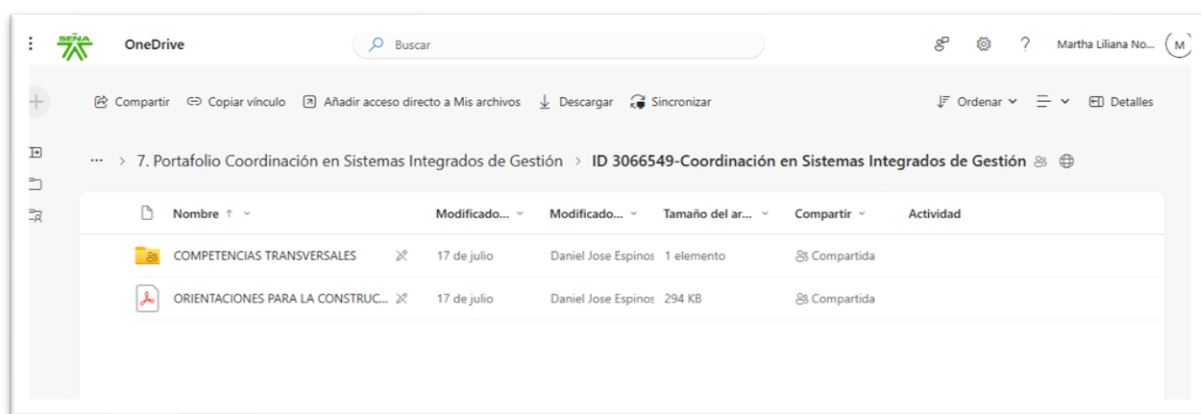 SENA OneDrive Buscar ? Martha Liliana No... M
+ Compartir Copiar vínculo Añadir acceso directo a Mis archivos Descargar Sincronizar Ordenar Detalles
... > 7. Portafolio Coordinación en Sistemas Integrados de Gestión > ID 3066549-Coordinación en Sistemas Integrados de Gestión
Nombre ↑ Modificado... Modificado... Tamaño del ar... Compartir Actividad
COMPETENCIAS TRANSVERSALES 17 de julio Daniel Jose Espinos 1 elemento Compartida
ORIENTACIONES PARA LA CONSTRUC... 17 de julio Daniel Jose Espinos 294 KB Compartida